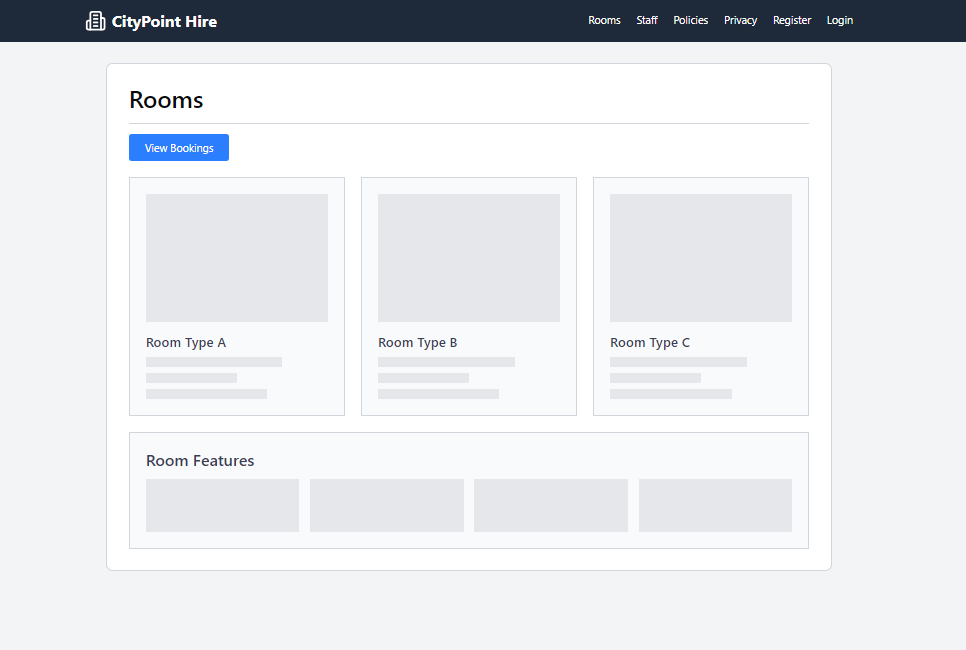 CityPoint Hire
Rooms Staff Policies Privacy Register Login
Rooms
View Bookings
Room Type A Room Type B Room Type C
Room Features